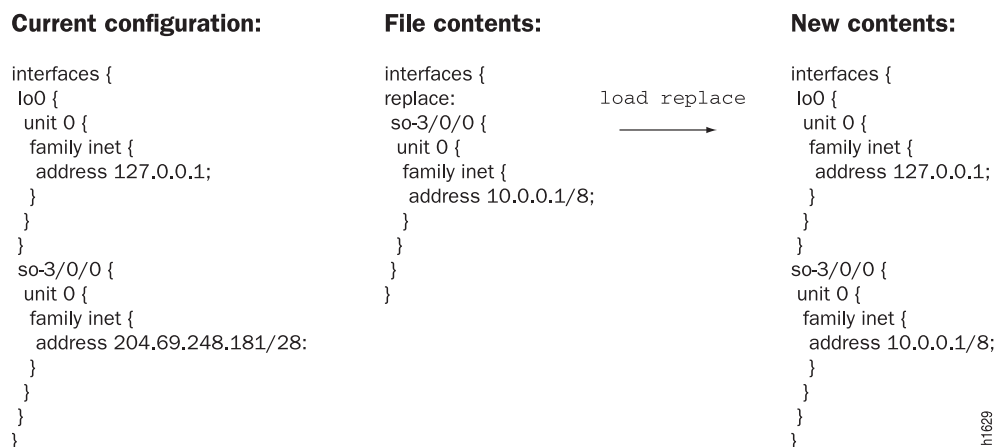 Current configuration:
interfaces {
lo0 {
unit 0 {
family inet {
address 127.0.0.1;
}
}
}
so-3/0/0 {
unit 0 {
family inet {
address 204.69.248.181/28:
}
}
}
}
File contents:
interfaces {
replace:
so-3/0/0 {
unit 0 {
family inet {
address 10.0.0.1/8;
}
}
}
}
load replace
New contents:
interfaces {
lo0 {
unit 0 {
family inet {
address 127.0.0.1;
}
}
}
so-3/0/0 {
unit 0 {
family inet {
address 10.0.0.1/8;
}
}
}
}
h1629